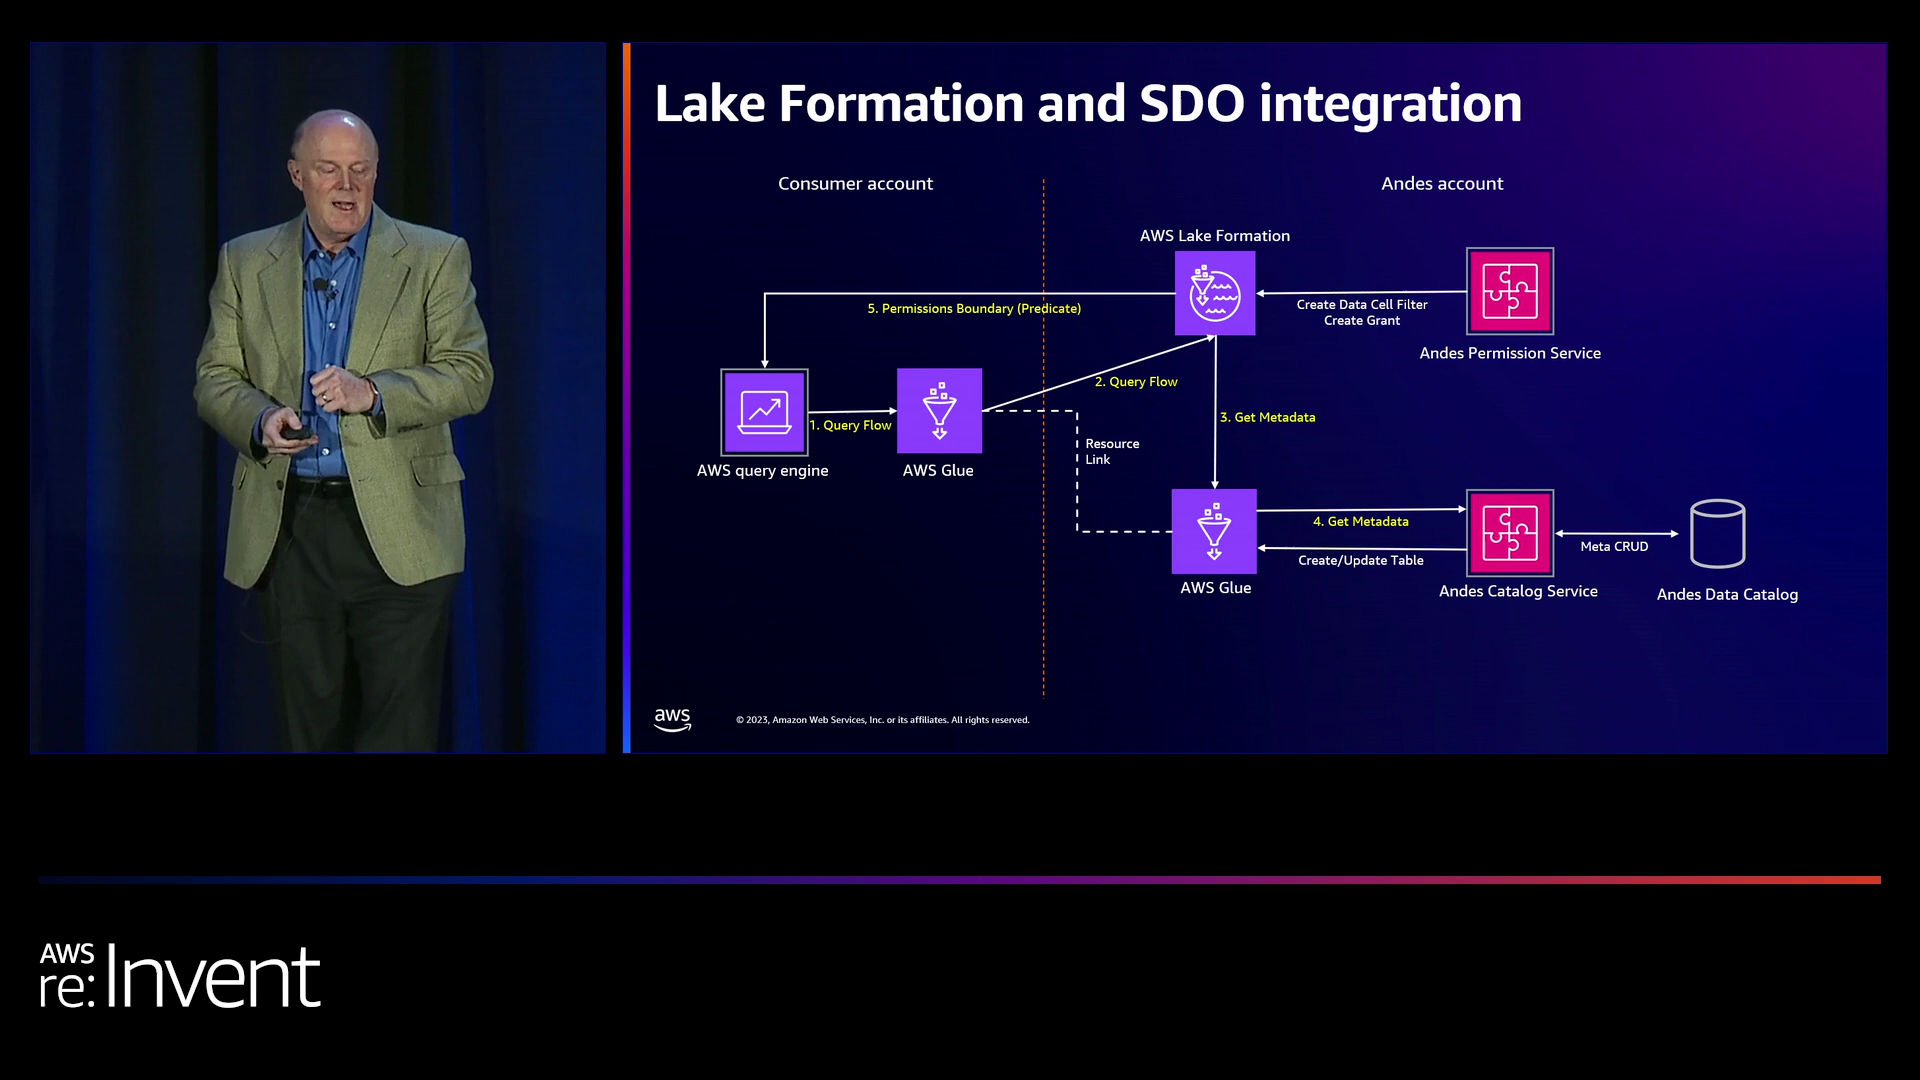 Lake Formation and SDO integration
Consumer account
Andes account
AWS Lake Formation
5. Permissions Boundary (Predicate)
Create Data Cell Filter
Create Grant
Andes Permission Service
2. Query Flow
1. Query Flow
3. Get Metadata
Resource
Link
AWS query engine
AWS Glue
4. Get Metadata
Create/Update Table
Meta CRUD
AWS Glue
Andes Catalog Service
Andes Data Catalog
aws
© 2023, Amazon Web Services, Inc. or its affiliates. All rights reserved.
AWS
re:Invent